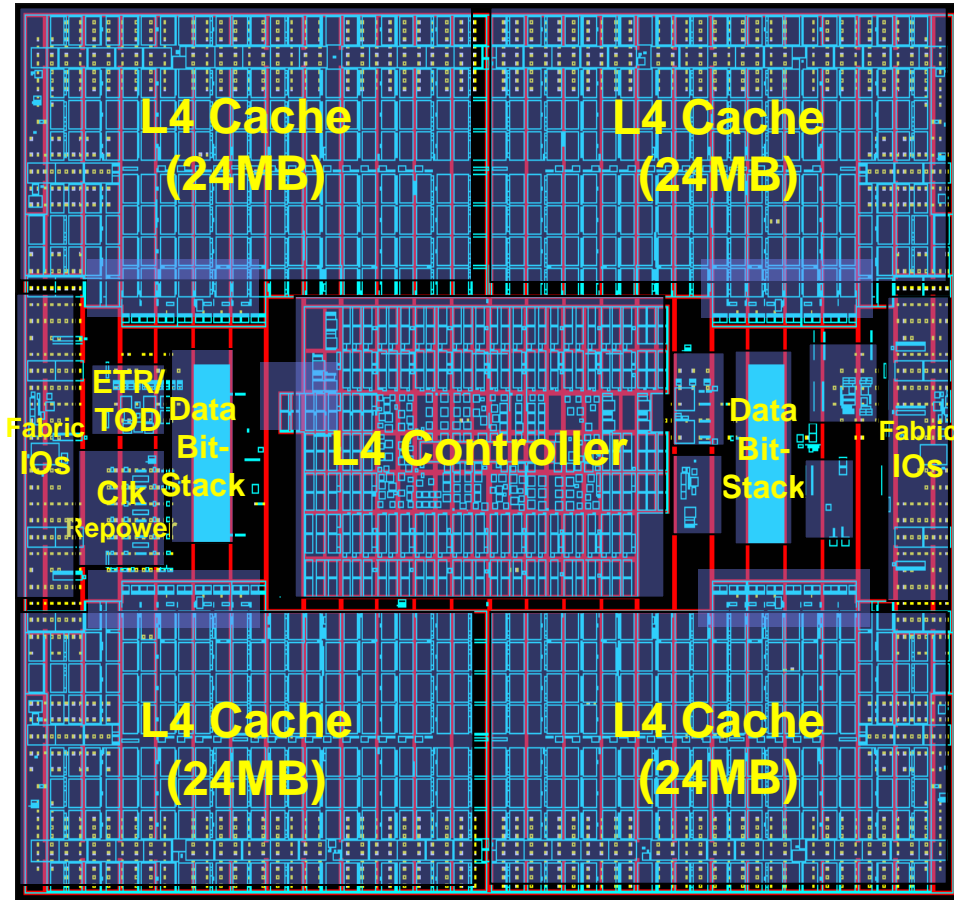 L4 Cache
(24MB)
L4 Cache
(24MB)
Fabric
IOs
ETR/
TOD
Clk
Repower
Data
Bit-
Stack
L4 Controller
Data
Bit-
Stack
Fabric
IOs
L4 Cache
(24MB)
L4 Cache
(24MB)